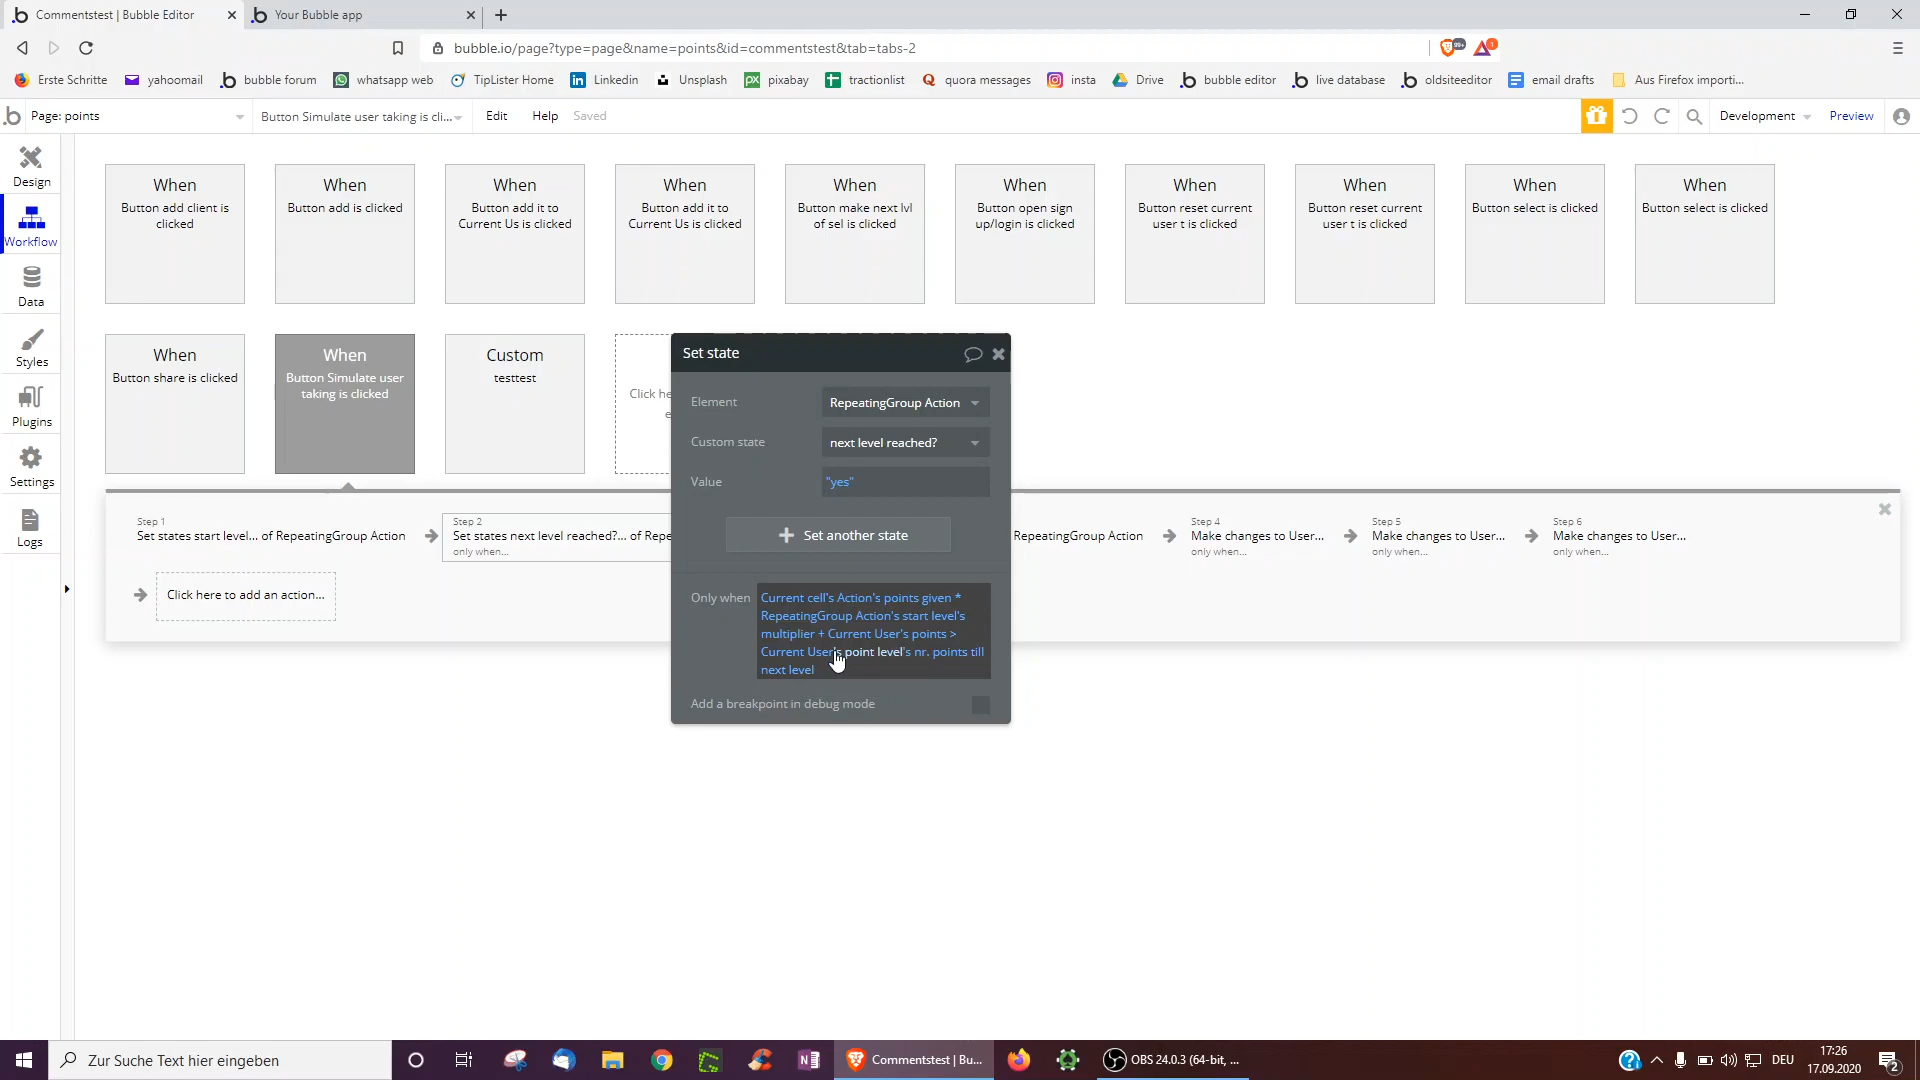 Commentstest | Bubble Editor
Your Bubble app
bubble.io/page?type=page&name=points&id=commentstest&tab=tabs-2
99+
1
Erste Schritte
yahoomail
bubble forum
whatsapp web
TipLister Home
Linkedin
Unsplash
pixabay
tractionlist
quora messages
insta
Drive
bubble editor
live database
oldsiteeditor
email drafts
Aus Firefox importi...
Page: points
Button Simulate user taking is cli...
Edit
Help
Saved
Development
Preview
Design
Workflow
Data
Styles
Plugins
Settings
Logs
When
Button add client is
clicked
When
Button add is clicked
When
Button add it to
Current Us is clicked
When
Button add it to
Current Us is clicked
When
Button make next lvl
of sel is clicked
When
Button open sign
up/login is clicked
When
Button reset current
user t is clicked
When
Button reset current
user t is clicked
When
Button select is clicked
When
Button select is clicked
When
Button share is clicked
When
Button Simulate user
taking is clicked
Custom
testtest
Click he
e
Set state
Element
RepeatingGroup Action
Custom state
next level reached?
Value
"yes"
Set another state
Only when
Current cell's Action's points given *
RepeatingGroup Action's start level's
multiplier + Current User's points >
Current User's point level's nr. points till
next level
Add a breakpoint in debug mode
Step 1
Set states start level... of RepeatingGroup Action
Step 2
Set states next level reached?... of Repe
only when...
RepeatingGroup Action
Step 4
Make changes to User...
only when...
Step 5
Make changes to User...
only when...
Step 6
Make changes to User...
only when...
Click here to add an action...
Zur Suche Text hier eingeben
Commentstest | Bu...
OBS 24.0.3 (64-bit, ...
DEU
17:26
17.09.2020
2